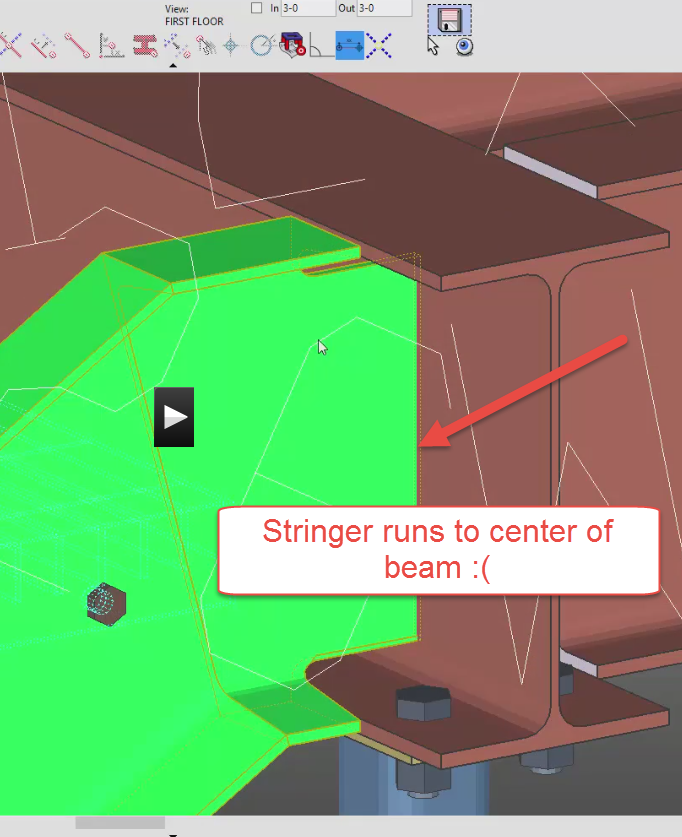 View:
FIRST FLOOR
In 3-0 Out 3-0
Stringer runs to center of
beam :(